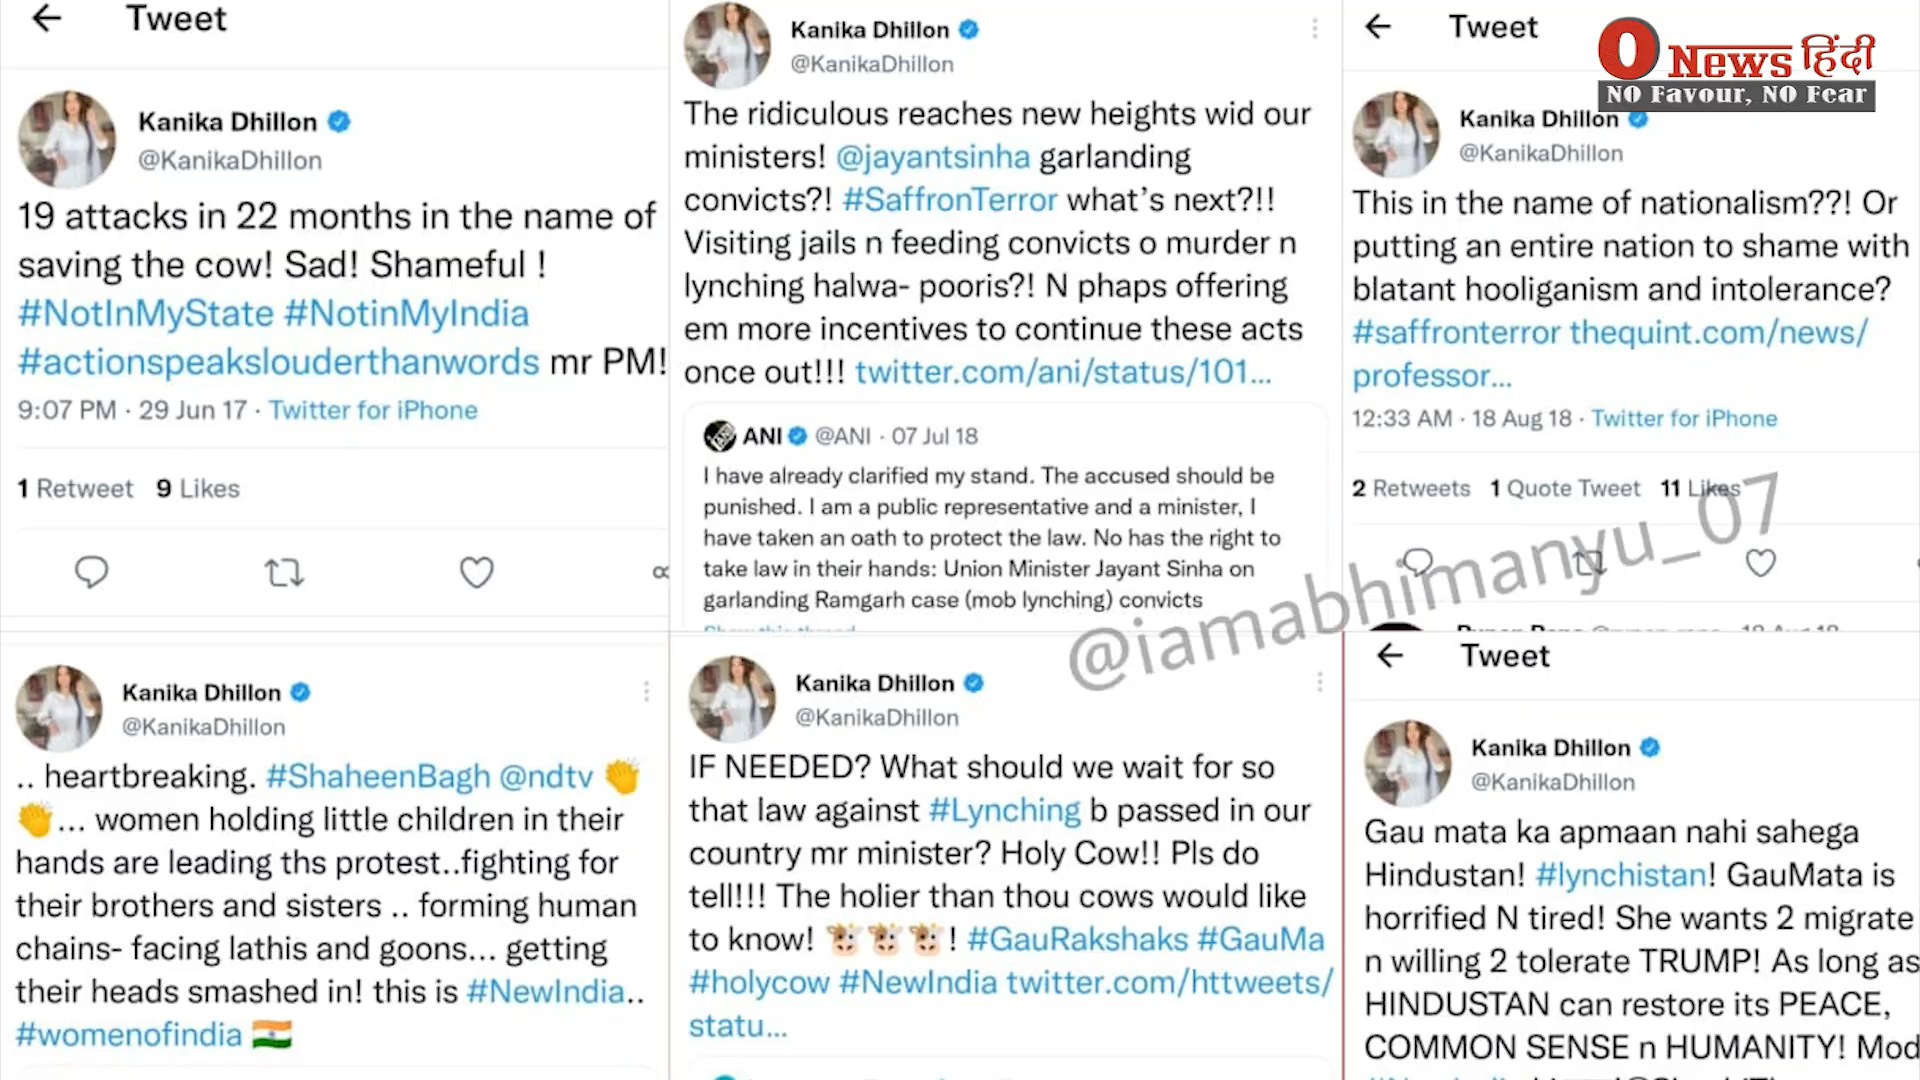 Tweet
Kanika Dhillon
@KanikaDhillon
19 attacks in 22 months in the name of
saving the cow! Sad! Shameful !
#NotInMyState #NotinMyIndia
#actionspeakslouderthanwords mr PM!
9:07 PM · 29 Jun 17 · Twitter for iPhone
1 Retweet 9 Likes
Kanika Dhillon
@KanikaDhillon
The ridiculous reaches new heights wid our
ministers! @jayantsinha garlanding
convicts?! #SaffronTerror what's next?!!
Visiting jails n feeding convicts o murder n
lynching halwa- pooris?! N phaps offering
em more incentives to continue these acts
once out!!! twitter.com/ani/status/101...
ANI @ANI · 07 Jul 18
I have already clarified my stand. The accused should be
punished. I am a public representative and a minister, I
have taken an oath to protect the law. No has the right to
take law in their hands: Union Minister Jayant Sinha on
garlanding Ramgarh case (mob lynching) convicts
Tweet
O News हिंदी
NO Favour, NO Fear
Kanika Dhillon
@KanikaDhillon
This in the name of nationalism??! Or
putting an entire nation to shame with
blatant hooliganism and intolerance?
#saffronterror thequint.com/news/
professor...
12:33 AM · 18 Aug 18 · Twitter for iPhone
2 Retweets 1 Quote Tweet 11 Likes
@iamabhimanyu_07
Kanika Dhillon
@KanikaDhillon
.. heartbreaking. #ShaheenBagh @ndtv 👏
👏... women holding little children in their
hands are leading ths protest..fighting for
their brothers and sisters .. forming human
chains- facing lathis and goons... getting
their heads smashed in! this is #NewIndia..
#womenofindia 🇮🇳
Kanika Dhillon
@KanikaDhillon
IF NEEDED? What should we wait for so
that law against #Lynching b passed in our
country mr minister? Holy Cow!! Pls do
tell!!! The holier than thou cows would like
to know! 🐮🐮🐮! #GauRakshaks #GauMa
#holycow #NewIndia twitter.com/httweets/
statu...
Tweet
Kanika Dhillon
@KanikaDhillon
Gau mata ka apmaan nahi sahega
Hindustan! #lynchistan! GauMata is
horrified N tired! She wants 2 migrate
n willing 2 tolerate TRUMP! As long as
HINDUSTAN can restore its PEACE,
COMMON SENSE n HUMANITY! Mod